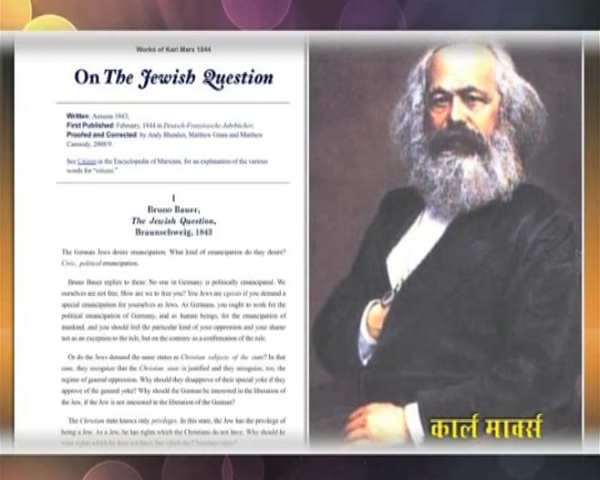 Works of Karl Marx 1844
On The Jewish Question
Written: Autumn 1843;
First Published: February, 1844 in Deutsch-Französische Jahrbücher;
Proofed and Corrected: by Andy Blunden, Matthew Grant and Matthew
Carmody, 2008/9.
See Citizen in the Encyclopedia of Marxism, for an explanation of the various
words for “citizen.”
I
Bruno Bauer,
The Jewish Question,
Braunschweig, 1843
The German Jews desire emancipation. What kind of emancipation do they desire?
Civic, political emancipation.
Bruno Bauer replies to them: No one in Germany is politically emancipated. We
ourselves are not free. How are we to free you? You Jews are egoists if you demand a
special emancipation for yourselves as Jews. As Germans, you ought to work for the
political emancipation of Germany, and as human beings, for the emancipation of
mankind, and you should feel the particular kind of your oppression and your shame
not as an exception to the rule, but on the contrary as a confirmation of the rule.
Or do the Jews demand the same status as Christian subjects of the state? In that
case, they recognize that the Christian state is justified and they recognize, too, the
regime of general oppression. Why should they disapprove of their special yoke if they
approve of the general yoke? Why should the German be interested in the liberation of
the Jew, if the Jew is not interested in the liberation of the German?
The Christian state knows only privileges. In this state, the Jew has the privilege of
being a Jew. As a Jew, he has rights which the Christians do not have. Why should he
want rights which he does not have, but which the Christians enjoy?
कार्ल मार्क्स